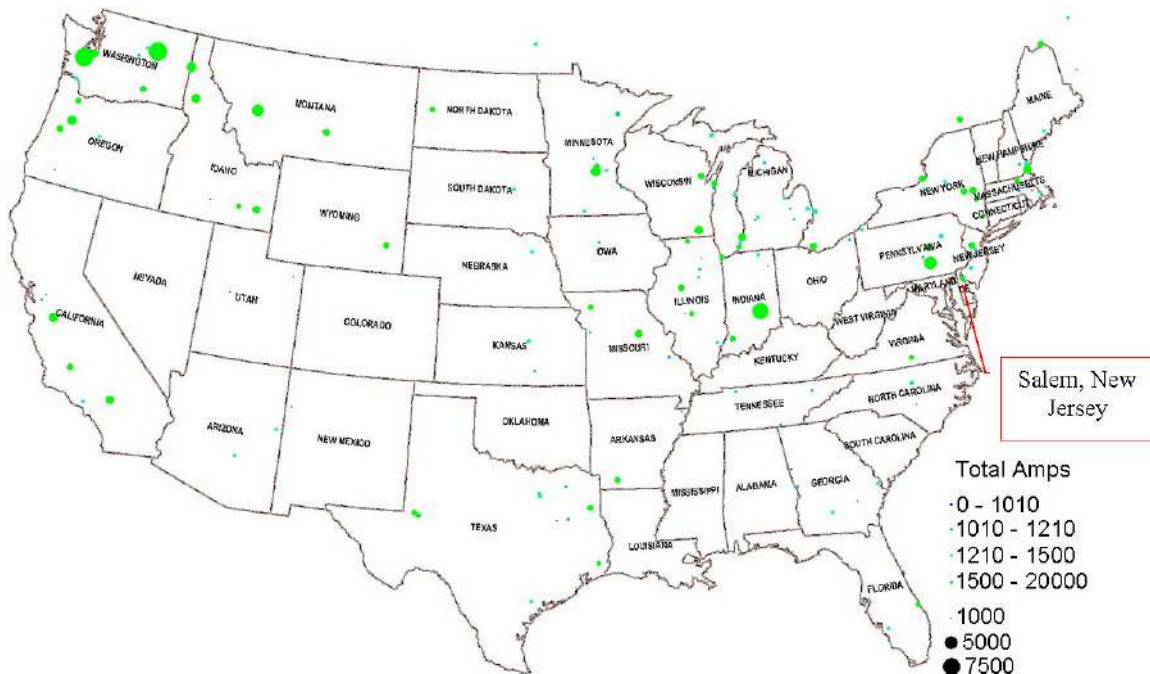 WASHINGTON
MONTANA
NORTH DAKOTA
MINNESOTA
MAINE
OREGON
IDAHO
SOUTH DAKOTA
WISCONSIN
MICHIGAN
NEW HAMPSHIRE
NEW YORK
MASSACHUSETTS
CONNECTICUT
WYOMING
IOWA
NEBRASKA
PENNSYLVANIA
NEW JERSEY
NEVADA
UTAH
ILLINOIS
INDIANA
OHIO
MARYLAND
DE
CALIFORNIA
COLORADO
KANSAS
MISSOURI
WEST VIRGINIA
VIRGINIA
KENTUCKY
Salem, New
Jersey
ARIZONA
NEW MEXICO
OKLAHOMA
ARKANSAS
TENNESSEE
NORTH CAROLINA
SOUTH CAROLINA
MISSISSIPPI
ALABAMA
GEORGIA
TEXAS
LOUISIANA
FLORIDA
Total Amps
0 - 1010
1010 - 1210
1210 - 1500
1500 - 20000
1000
5000
7500